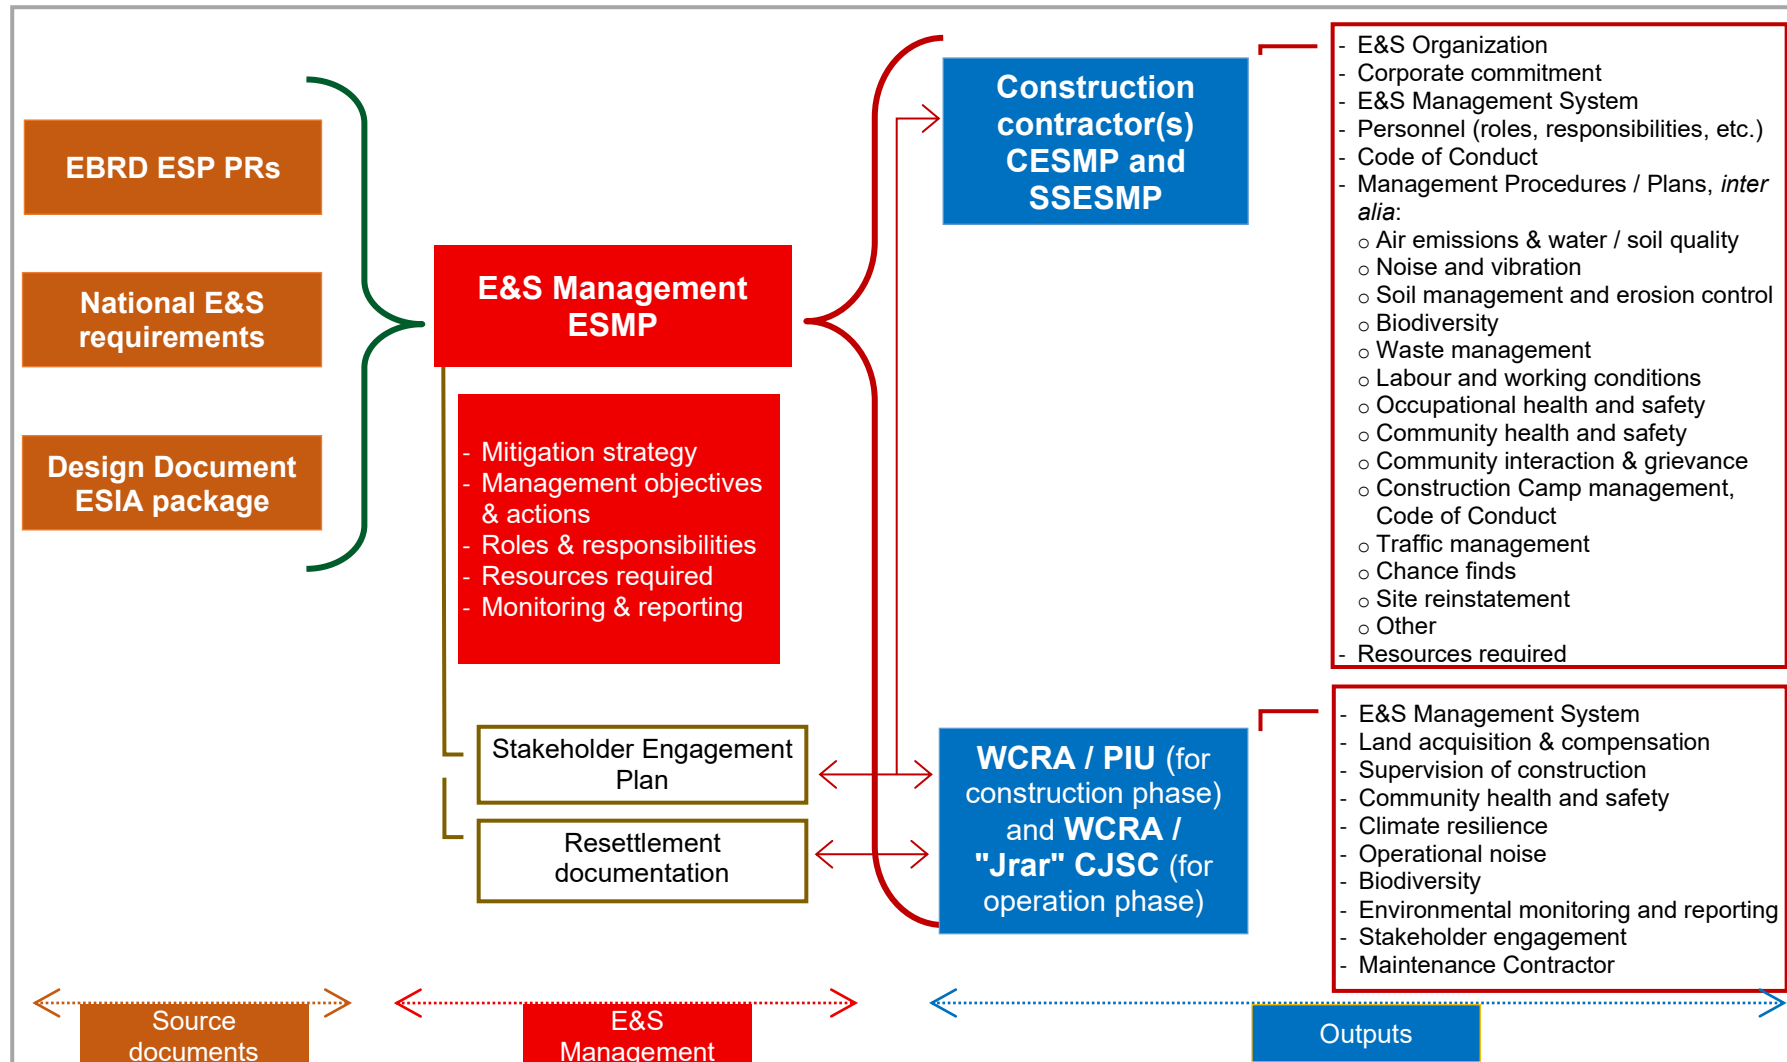 EBRD ESP PRs
National E&S
requirements
Design Document
ESIA package
E&S Management
ESMP
- Mitigation strategy
- Management objectives
& actions
- Roles & responsibilities
- Resources required
- Monitoring & reporting
Stakeholder Engagement
Plan
Resettlement
documentation
Construction
contractor(s)
CESMP and
SSESMP
WCRA / PIU (for
construction phase)
and WCRA /
"Jrar" CJSC (for
operation phase)
- E&S Organization
- Corporate commitment
- E&S Management System
- Personnel (roles, responsibilities, etc.)
- Code of Conduct
- Management Procedures / Plans, inter
alia:
o Air emissions & water / soil quality
o Noise and vibration
o Soil management and erosion control
o Biodiversity
o Waste management
o Labour and working conditions
o Occupational health and safety
o Community health and safety
o Community interaction & grievance
o Construction Camp management,
Code of Conduct
o Traffic management
o Chance finds
o Site reinstatement
o Other
- Resources required
- E&S Management System
- Land acquisition & compensation
- Supervision of construction
- Community health and safety
- Climate resilience
- Operational noise
- Biodiversity
- Environmental monitoring and reporting
- Stakeholder engagement
- Maintenance Contractor
Source
documents
E&S
Management
Outputs